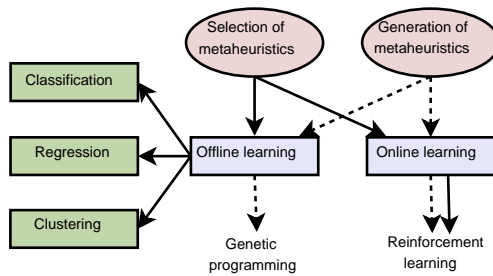 Selection of
metaheuristics
Generation of
metaheuristics
Classification
Regression
Clustering
Offline learning
Online learning
Genetic
programming
Reinforcement
learning